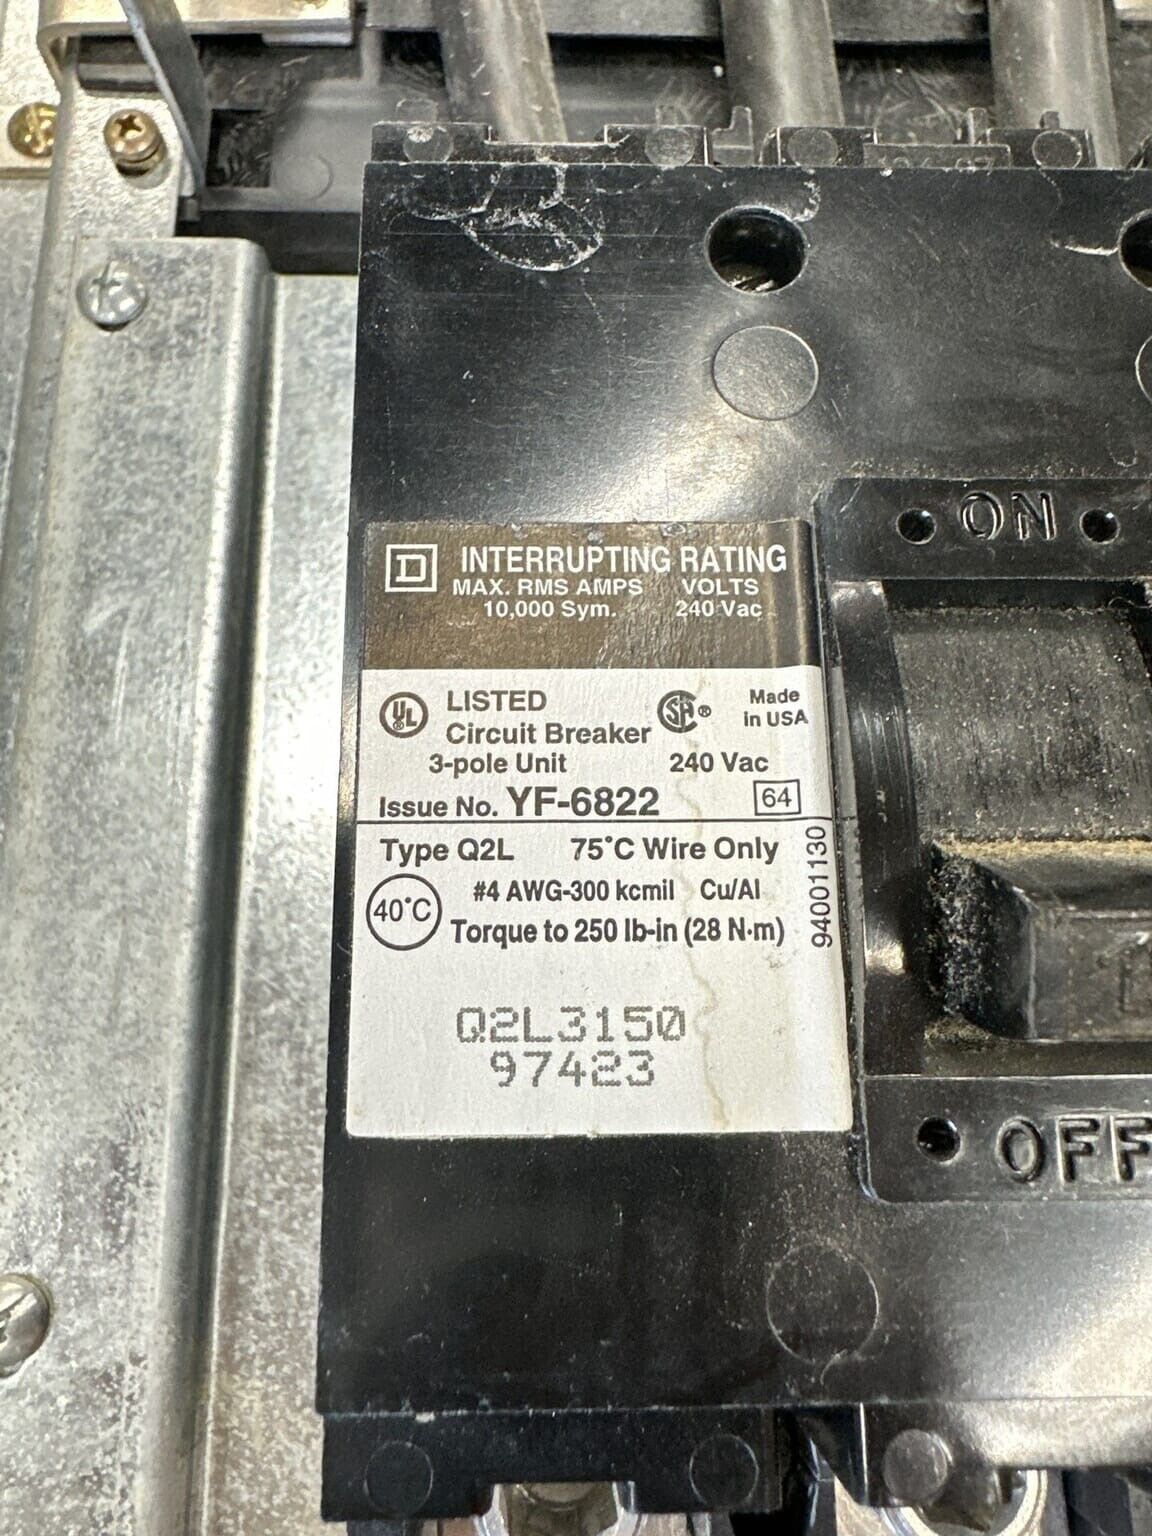 ON
D INTERRUPTING RATING
MAX. RMS AMPS VOLTS
10,000 Sym. 240 Vac
UL ® LISTED SA ® Made
Circuit Breaker in USA
3-pole Unit 240 Vac
Issue No. YF-6822 64
Type Q2L 75°C Wire Only
40°C #4 AWG-300 kcmil Cu/Al
Torque to 250 lb-in (28 N·m)
94001130
Q2L3150
97423
OFF